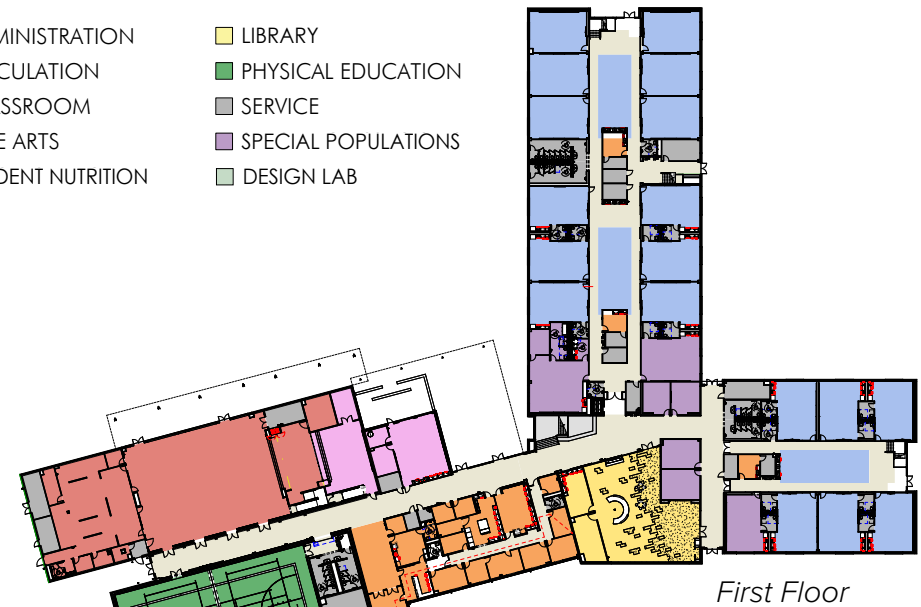 MINISTRATION
LIBRARY
CULATION
PHYSICAL EDUCATION
SSROOM
SERVICE
E ARTS
SPECIAL POPULATIONS
DENT NUTRITION
DESIGN LAB
First Floor